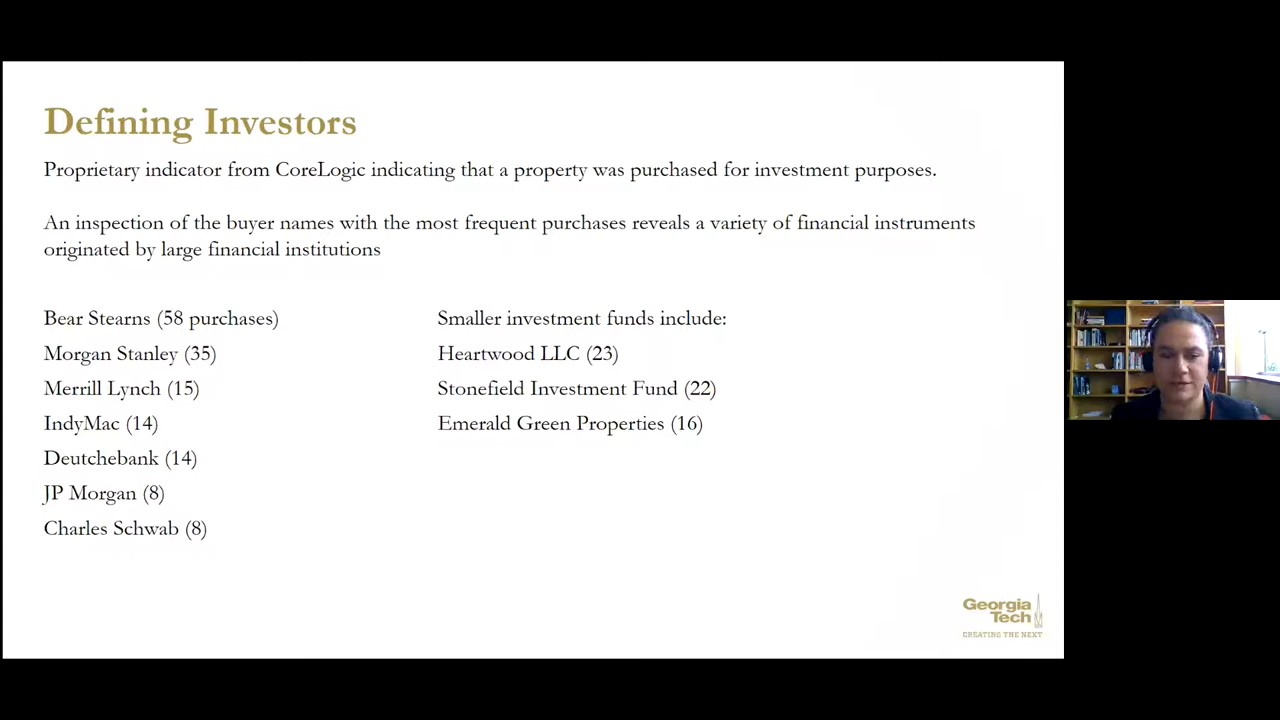 Defining Investors
Proprietary indicator from CoreLogic indicating that a property was purchased for investment purposes.
An inspection of the buyer names with the most frequent purchases reveals a variety of financial instruments
originated by large financial institutions
Bear Stearns (58 purchases)
Morgan Stanley (35)
Merrill Lynch (15)
IndyMac (14)
Deutchebank (14)
JP Morgan (8)
Charles Schwab (8)
Smaller investment funds include:
Heartwood LLC (23)
Stonefield Investment Fund (22)
Emerald Green Properties (16)
Georgia
Tech
CREATING THE NEXT